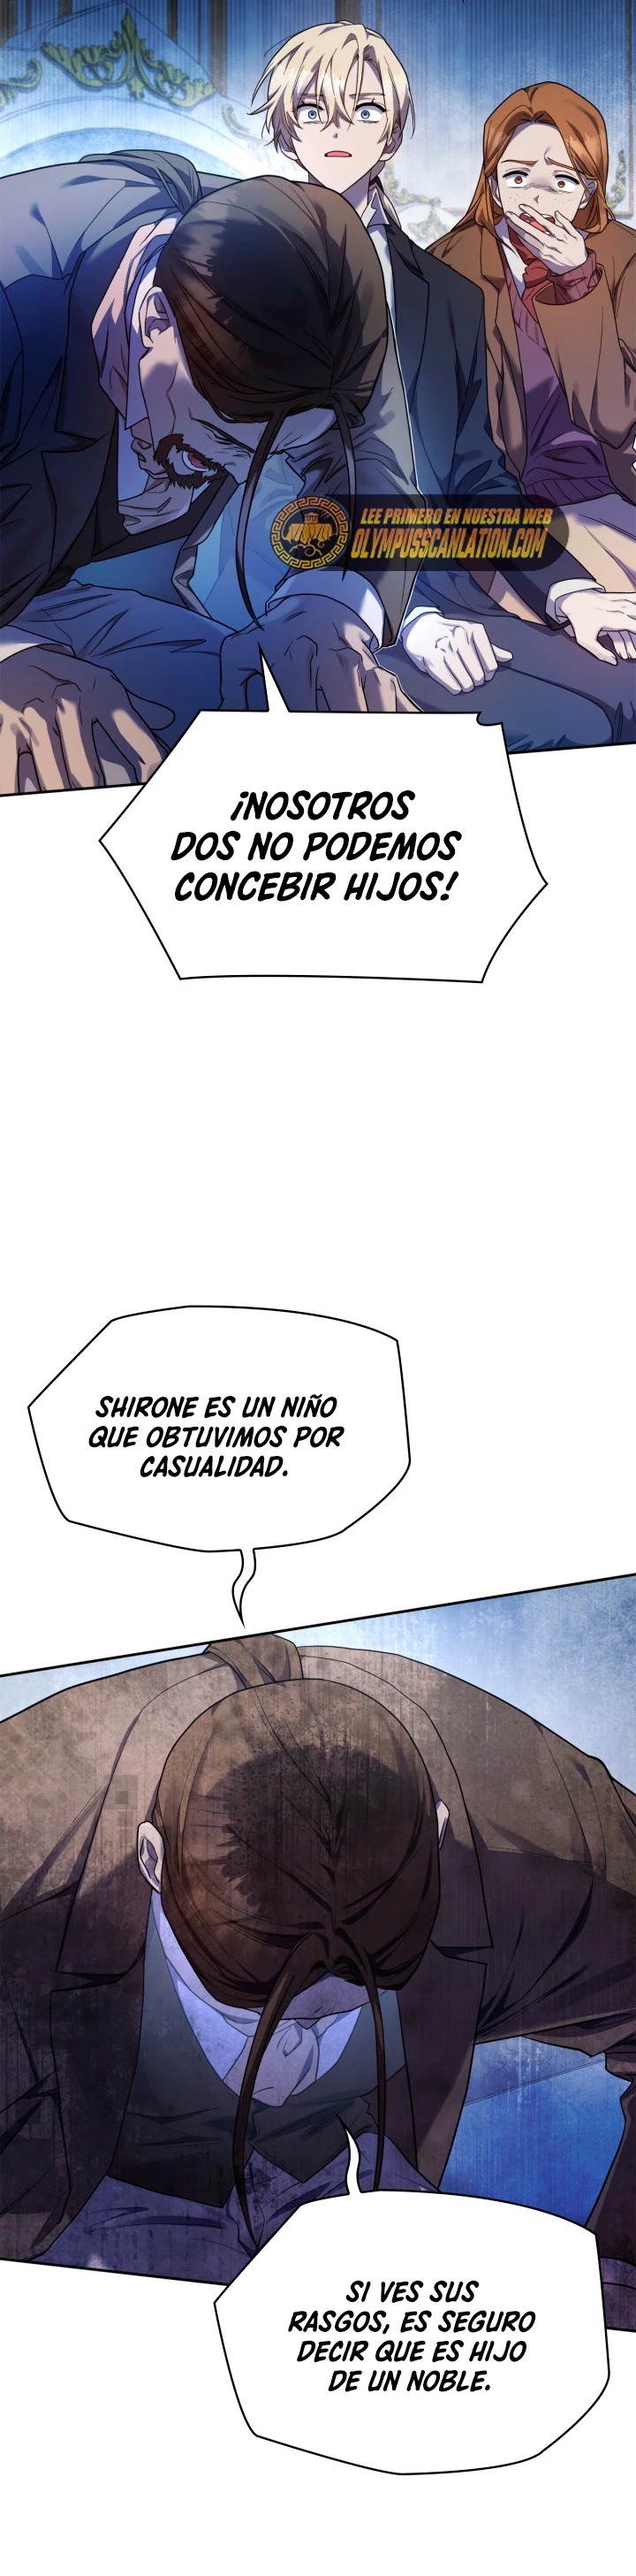 LEE PRIMERO EN NUESTRA WEB
OLYMPUSSCANLATION.COM
¡NOSOTROS
DOS NO PODEMOS
CONCEBIR HIJOS!
SHIRONE ES UN NIÑO
QUE OBTUVIMOS POR
CASUALIDAD.
SI VES SUS
RASGOS, ES SEGURO
DECIR QUE ES HIJO
DE UN NOBLE.